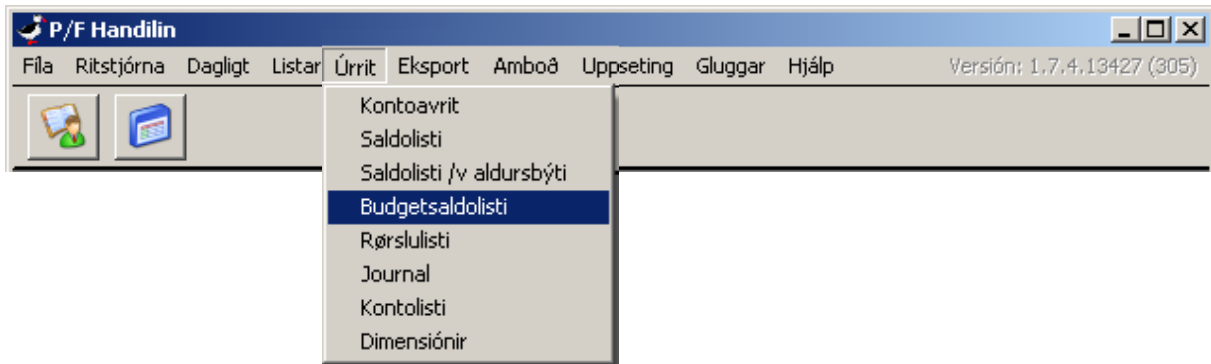 P/F Handilin
Fíla Ritstjórna Dagligt Listar Úrrit Eksport Amboð Uppseting Gluggar Hjálp Versión: 1.7.4.13427 (305)
Kontoavrit
Saldolisti
Saldolisti /v aldursbýti
Budgetsaldolisti
Rørslulisti
Journal
Kontolisti
Dimensiónir